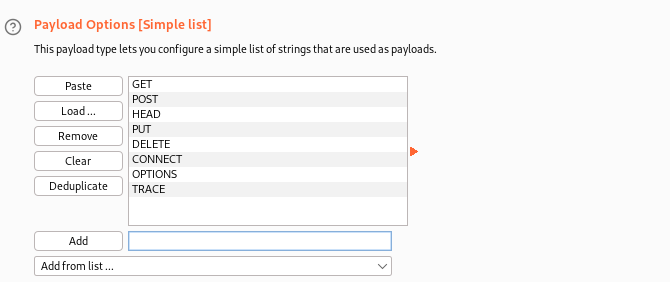 Payload Options [Simple list]
This payload type lets you configure a simple list of strings that are used as payloads.
Paste
Load ...
Remove
Clear
Deduplicate
GET
POST
HEAD
PUT
DELETE
CONNECT
OPTIONS
TRACE
Add
Add from list ...